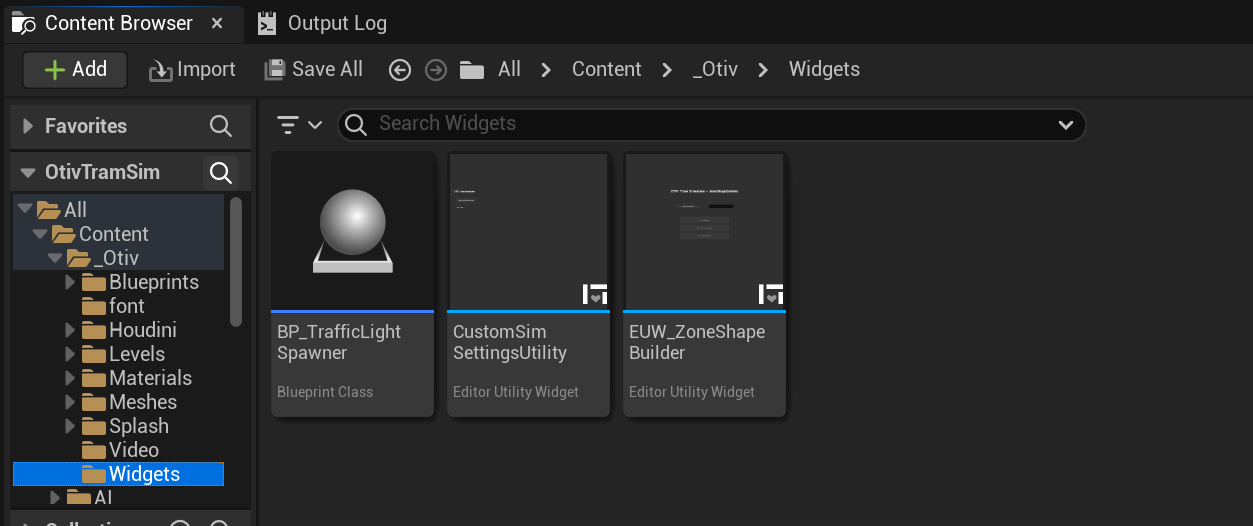 Content Browser
Output Log
Add
Import
Save All
All
Content
_Otiv
Widgets
Favorites
Search Widgets
OtivTramSim
All
Content
_Otiv
Blueprints
font
Houdini
Levels
Materials
Meshes
Splash
Video
Widgets
AI
BP_TrafficLight
Spawner
Blueprint Class
CustomSim
SettingsUtility
Editor Utility Widget
EUW_ZoneShape
Builder
Editor Utility Widget